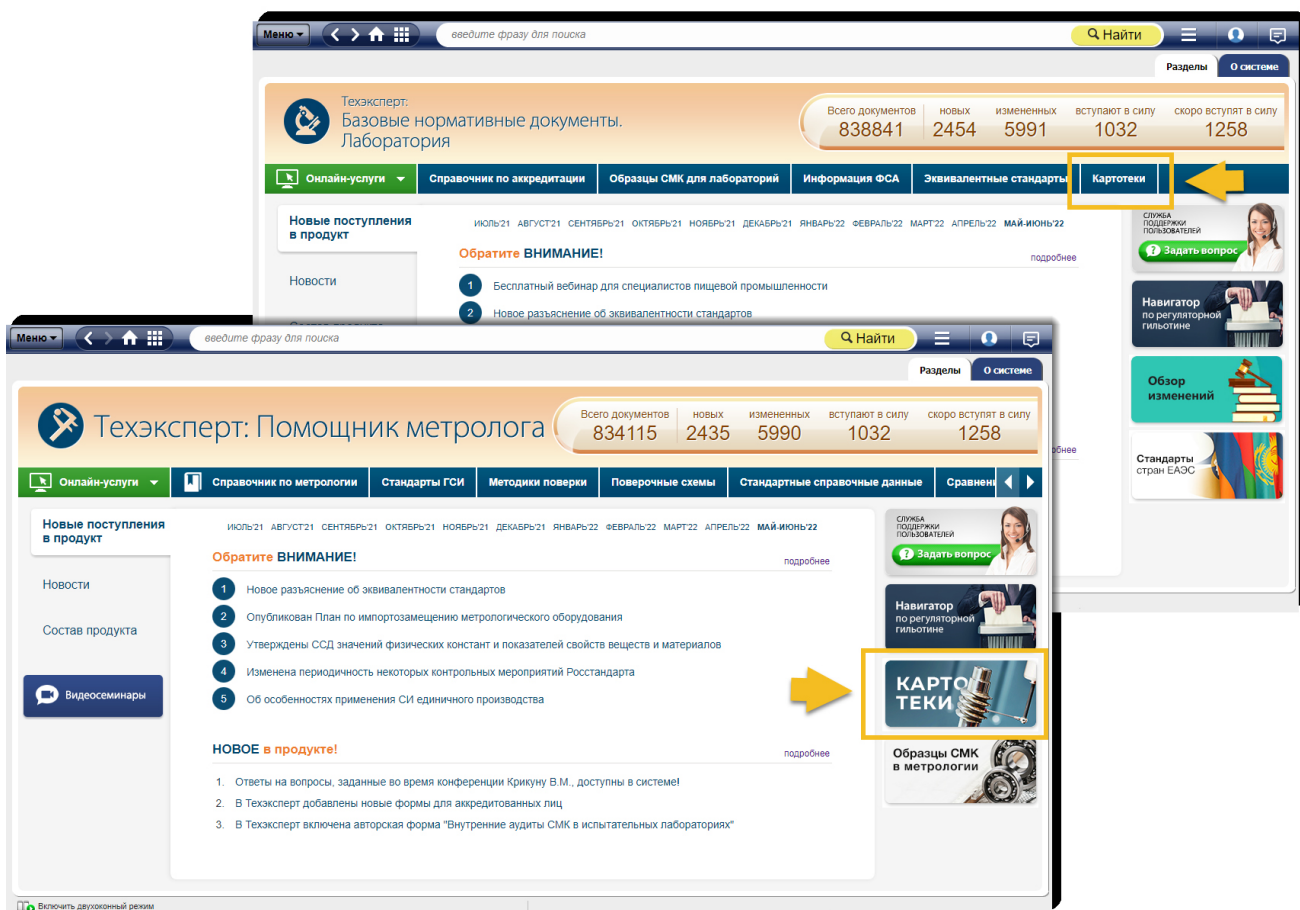 Меню
введите фразу для поиска
Найти
Разделы
О системе
Техэксперт:
Базовые нормативные документы.
Лаборатория
Всего документов новых измененных вступают в силу скоро вступят в силу
838841 2454 5991 1032 1258
Онлайн-услуги Справочник по аккредитации Образцы СМК для лабораторий Информация ФСА Эквивалентные стандарты Картотеки
Новые поступления
в продукт
Новости
ИЮЛЬ'21 АВГУСТ'21 СЕНТЯБРЬ'21 ОКТЯБРЬ'21 НОЯБРЬ'21 ДЕКАБРЬ'21 ЯНВАРЬ'22 ФЕВРАЛЬ'22 МАРТ'22 АПРЕЛЬ'22 МАЙ-ИЮНЬ'22
Обратите ВНИМАНИЕ!
подробнее
1 Бесплатный вебинар для специалистов пищевой промышленности
2 Новое разъяснение об эквивалентности стандартов
СЛУЖБА
ПОДДЕРЖКИ
ПОЛЬЗОВАТЕЛЕЙ
? Задать вопрос
Навигатор
по регуляторной
гильотине
Обзор
изменений
Стандарты
стран ЕАЭС
Меню
введите фразу для поиска
Найти
Разделы
О системе
Техэксперт: Помощник метролога
Всего документов новых измененных вступают в силу скоро вступят в силу
834115 2435 5990 1032 1258
Онлайн-услуги Справочник по метрологии Стандарты ГСИ Методики поверки Поверочные схемы Стандартные справочные данные Сравнени
Новые поступления
в продукт
Новости
Состав продукта
Видеосеминары
ИЮЛЬ'21 АВГУСТ'21 СЕНТЯБРЬ'21 ОКТЯБРЬ'21 НОЯБРЬ'21 ДЕКАБРЬ'21 ЯНВАРЬ'22 ФЕВРАЛЬ'22 МАРТ'22 АПРЕЛЬ'22 МАЙ-ИЮНЬ'22
Обратите ВНИМАНИЕ!
подробнее
1 Новое разъяснение об эквивалентности стандартов
2 Опубликован План по импортозамещению метрологического оборудования
3 Утверждены ССД значений физических констант и показателей свойств веществ и материалов
4 Изменена периодичность некоторых контрольных мероприятий Росстандарта
5 Об особенностях применения СИ единичного производства
НОВОЕ в продукте!
подробнее
1. Ответы на вопросы, заданные во время конференции Крикуну В.М., доступны в системе!
2. В Техэксперт добавлены новые формы для аккредитованных лиц
3. В Техэксперт включена авторская форма "Внутренние аудиты СМК в испытательных лабораториях"
СЛУЖБА
ПОДДЕРЖКИ
ПОЛЬЗОВАТЕЛЕЙ
? Задать вопрос
Навигатор
по регуляторной
гильотине
КАРТО
ТЕКИ
Образцы СМК
в метрологии
Включить двухоконный режим